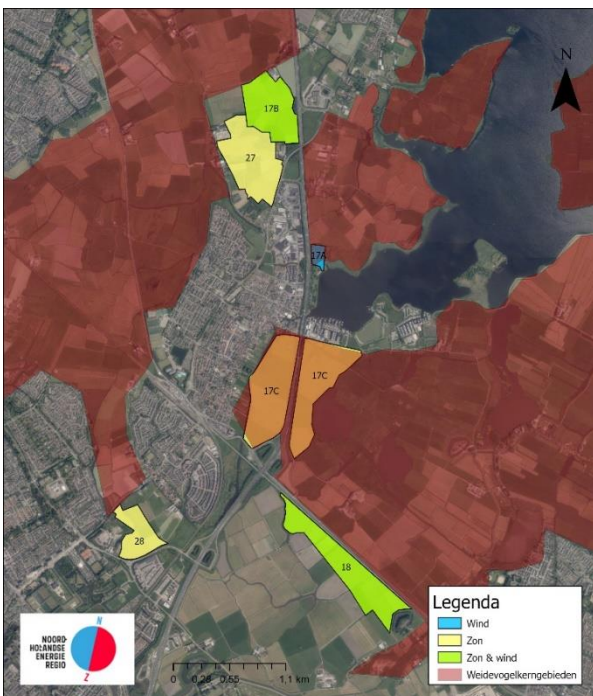 N
17B
27
17A
17C
17C
28
18
N
NOORD-
HOLLANDSE
ENERGIE
REGIO
Z
0 0,28 0,55 1,1 km
Legenda
Wind
Zon
Zon & wind
Weidevogelkerngebieden